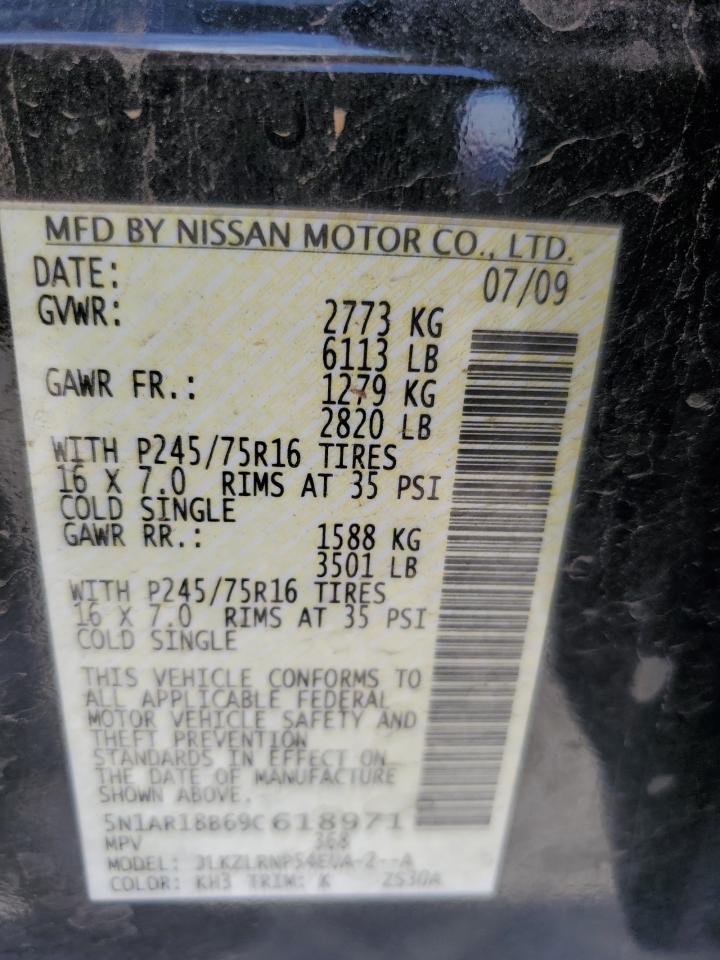 MFD BY NISSAN MOTOR CO., LTD.
DATE: 07/09
GVWR: 2773 KG
6113 LB
GAWR FR.: 1279 KG
2820 LB
WITH P245/75R16 TIRES
16 X 7.0 RIMS AT 35 PSI
COLD SINGLE
GAWR RR.: 1588 KG
3501 LB
WITH P245/75R16 TIRES
16 X 7.0 RIMS AT 35 PSI
COLD SINGLE
THIS VEHICLE CONFORMS TO
ALL APPLICABLE FEDERAL
MOTOR VEHICLE SAFETY AND
THEFT PREVENTION
STANDARDS IN EFFECT ON
THE DATE OF MANUFACTURE
SHOWN ABOVE.
5N1AR18B69C 618971
MPV 368
MODEL:
COLOR: KH3 TRIM: K